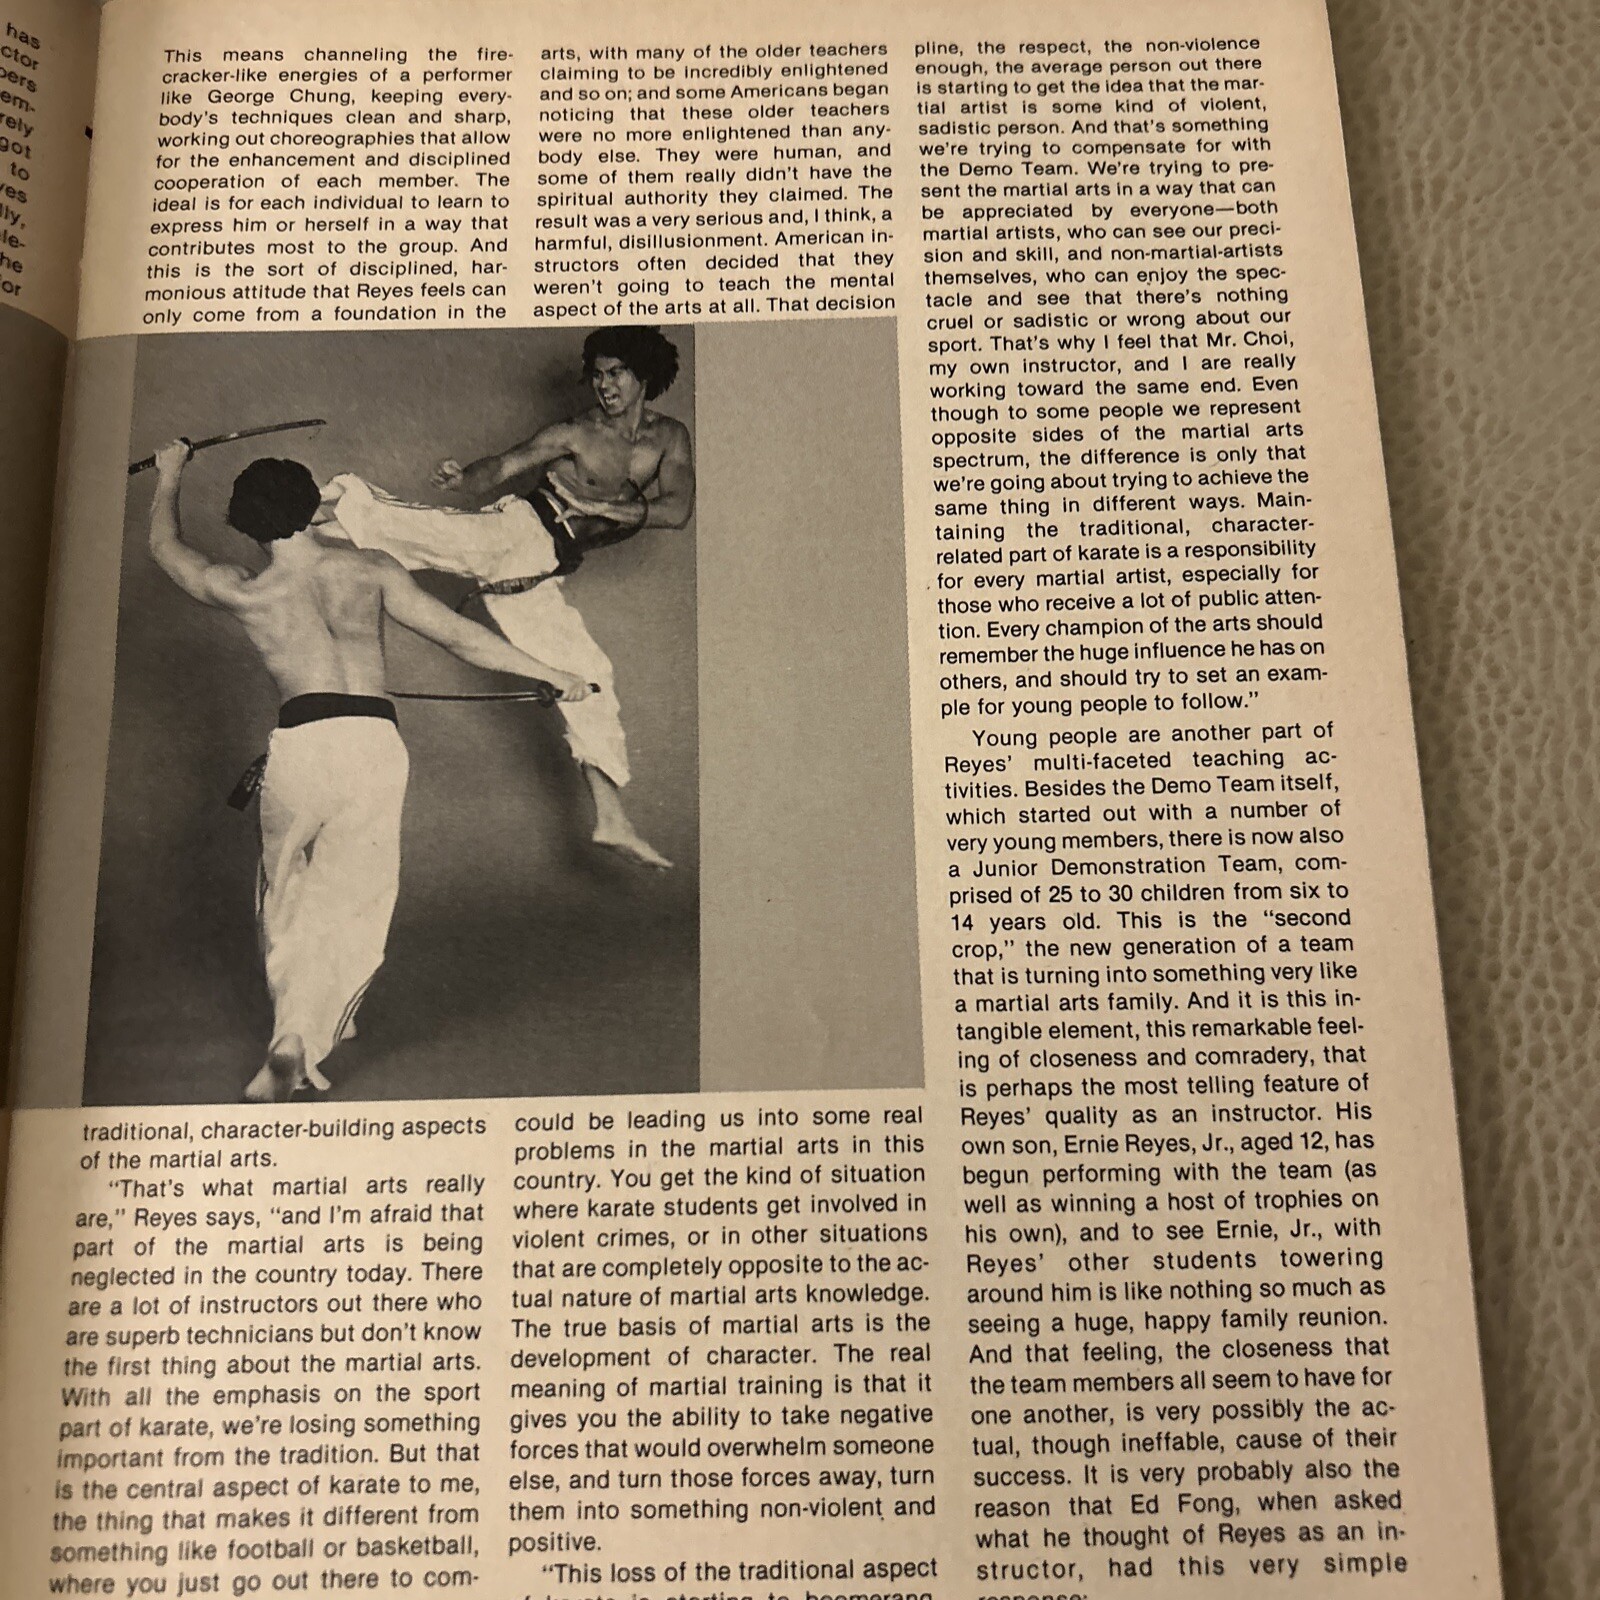 has
ctor
pers
em-
rely
got
to
ves
lly,
le-
he
or
This means channeling the fire-
cracker-like energies of a performer
like George Chung, keeping every-
body's techniques clean and sharp,
working out choreographies that allow
for the enhancement and disciplined
cooperation of each member. The
ideal is for each individual to learn to
express him or herself in a way that
contributes most to the group. And
this is the sort of disciplined, har-
monious attitude that Reyes feels can
only come from a foundation in the
traditional, character-building aspects
of the martial arts.
"That's what martial arts really
are," Reyes says, "and I'm afraid that
part of the martial arts is being
neglected in the country today. There
are a lot of instructors out there who
are superb technicians but don't know
the first thing about the martial arts.
With all the emphasis on the sport
part of karate, we're losing something
important from the tradition. But that
is the central aspect of karate to me,
the thing that makes it different from
something like football or basketball,
where you just go out there to com-
arts, with many of the older teachers
claiming to be incredibly enlightened
and so on; and some Americans began
noticing that these older teachers
were no more enlightened than any-
body else. They were human, and
some of them really didn't have the
spiritual authority they claimed. The
result was a very serious and, I think, a
harmful, disillusionment. American in-
structors often decided that they
weren't going to teach the mental
aspect of the arts at all. That decision
could be leading us into some real
problems in the martial arts in this
country. You get the kind of situation
where karate students get involved in
violent crimes, or in other situations
that are completely opposite to the ac-
tual nature of martial arts knowledge.
The true basis of martial arts is the
development of character. The real
meaning of martial training is that it
gives you the ability to take negative
forces that would overwhelm someone
else, and turn those forces away, turn
them into something non-violent and
positive.
"This loss of the traditional aspect
of karate is starting to boomerang
pline, the respect, the non-violence
enough, the average person out there
is starting to get the idea that the mar-
tial artist is some kind of violent,
sadistic person. And that's something
we're trying to compensate for with
the Demo Team. We're trying to pre-
sent the martial arts in a way that can
be appreciated by everyone—both
martial artists, who can see our preci-
sion and skill, and non-martial-artists
themselves, who can enjoy the spec-
tacle and see that there's nothing
cruel or sadistic or wrong about our
sport. That's why I feel that Mr. Choi,
my own instructor, and I are really
working toward the same end. Even
though to some people we represent
opposite sides of the martial arts
spectrum, the difference is only that
we're going about trying to achieve the
same thing in different ways. Main-
taining the traditional, character-
related part of karate is a responsibility
for every martial artist, especially for
those who receive a lot of public atten-
tion. Every champion of the arts should
remember the huge influence he has on
others, and should try to set an exam-
ple for young people to follow."
Young people are another part of
Reyes' multi-faceted teaching ac-
tivities. Besides the Demo Team itself,
which started out with a number of
very young members, there is now also
a Junior Demonstration Team, com-
prised of 25 to 30 children from six to
14 years old. This is the "second
crop," the new generation of a team
that is turning into something very like
a martial arts family. And it is this in-
tangible element, this remarkable feel-
ing of closeness and comradery, that
is perhaps the most telling feature of
Reyes' quality as an instructor. His
own son, Ernie Reyes, Jr., aged 12, has
begun performing with the team (as
well as winning a host of trophies on
his own), and to see Ernie, Jr., with
Reyes' other students towering
around him is like nothing so much as
seeing a huge, happy family reunion.
And that feeling, the closeness that
the team members all seem to have for
one another, is very possibly the ac-
tual, though ineffable, cause of their
success. It is very probably also the
reason that Ed Fong, when asked
what he thought of Reyes as an in-
structor, had this very simple
response: